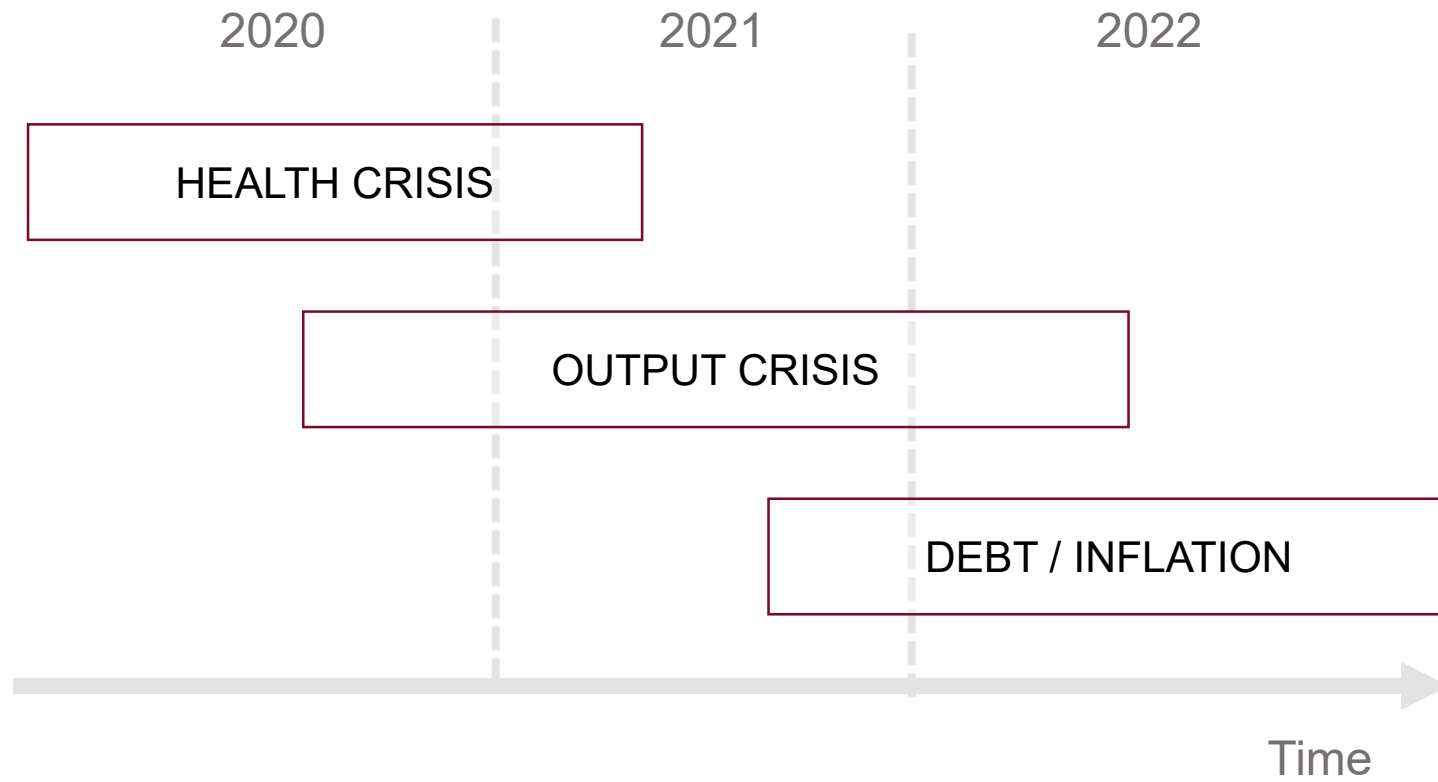 2020 2021 2022
HEALTH CRISIS
OUTPUT CRISIS
DEBT / INFLATION
Time